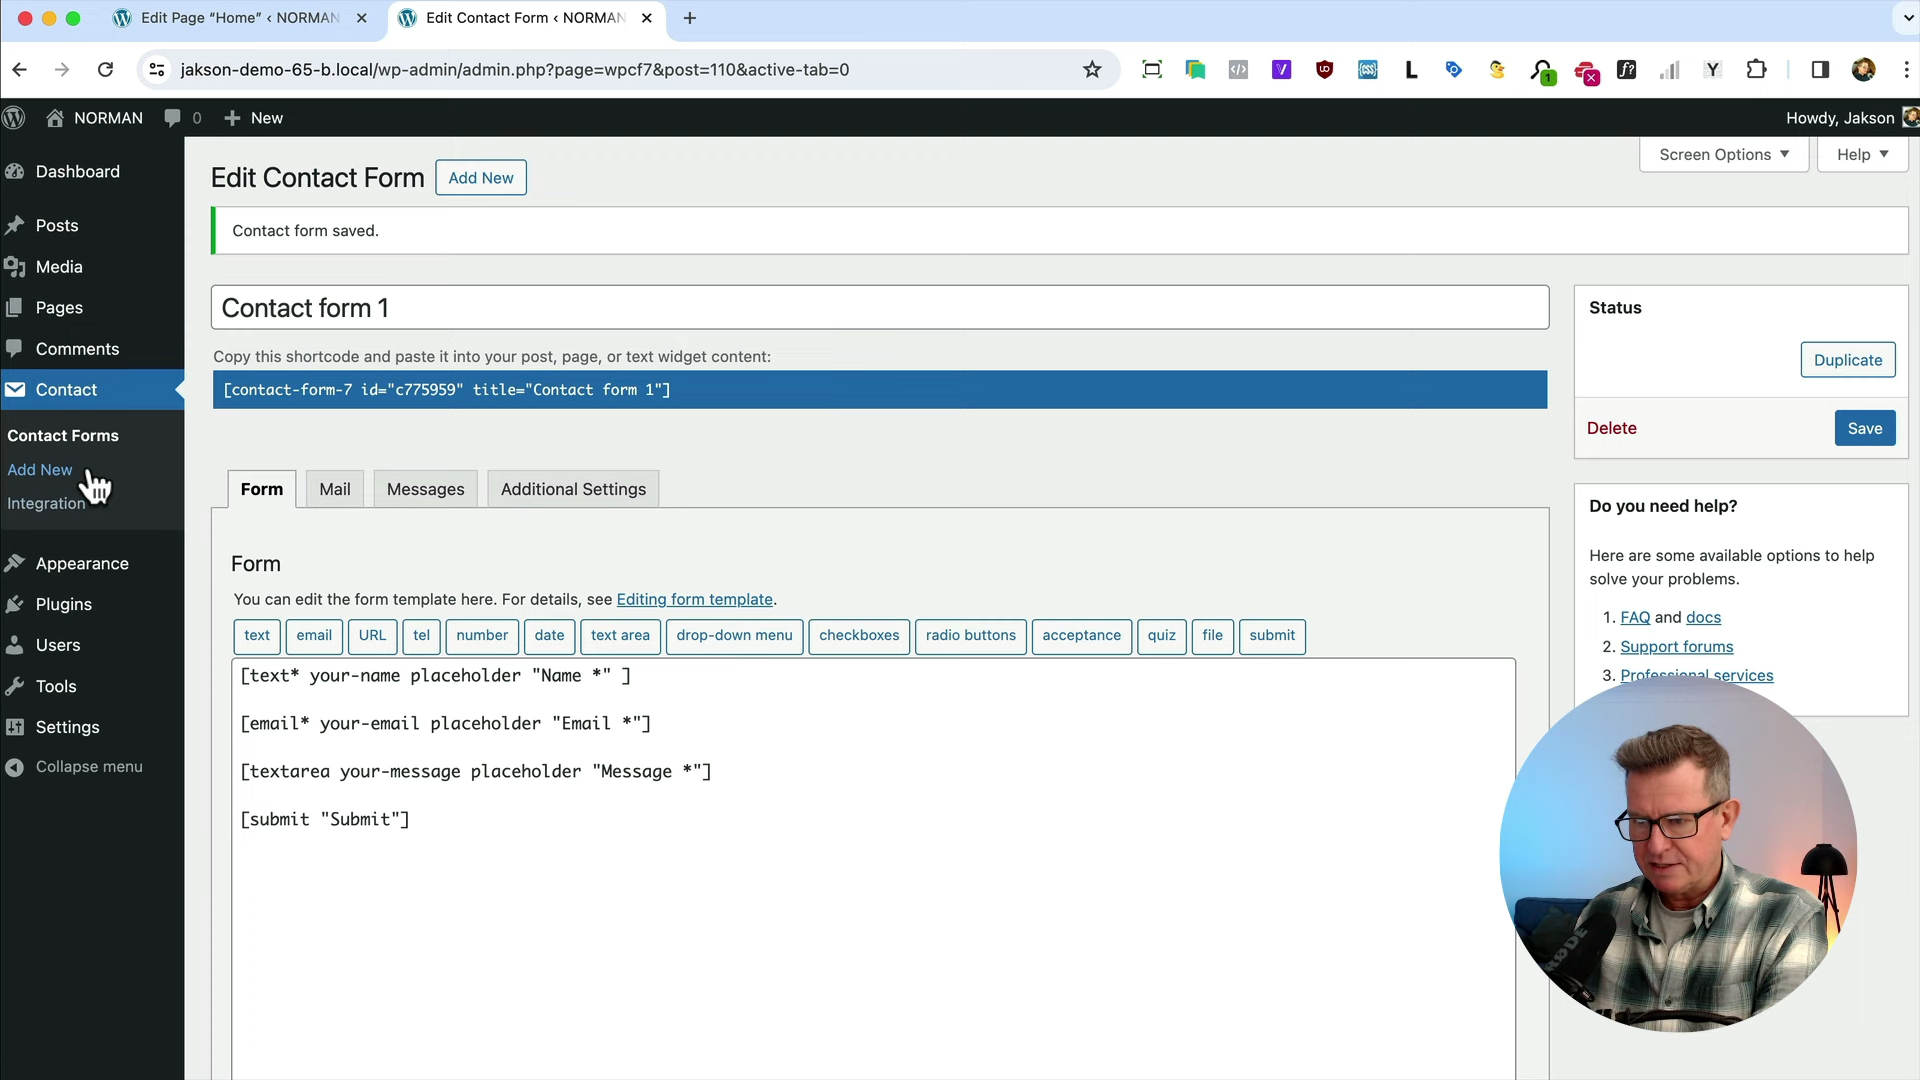 Edit Page “Home” ‹ NORMAN
Edit Contact Form ‹ NORMAN
jakson-demo-65-b.local/wp-admin/admin.php?page=wpcf7&post=110&active-tab=0
NORMAN 0 New
Howdy, Jakson
Dashboard
Posts
Media
Pages
Comments
Contact
Contact Forms
Add New
Integration
Appearance
Plugins
Users
Tools
Settings
Collapse menu
Screen Options
Help
Edit Contact Form
Add New
Contact form saved.
Contact form 1
Copy this shortcode and paste it into your post, page, or text widget content:
[contact-form-7 id="c775959" title="Contact form 1"]
Form
Mail
Messages
Additional Settings
Form
You can edit the form template here. For details, see Editing form template.
text email URL tel number date text area drop-down menu checkboxes radio buttons acceptance quiz file submit
[text* your-name placeholder "Name *" ]
[email* your-email placeholder "Email *"]
[textarea your-message placeholder "Message *"]
[submit "Submit"]
Status
Duplicate
Delete
Save
Do you need help?
Here are some available options to help
solve your problems.
1. FAQ and docs
2. Support forums
3. Professional services
RODE